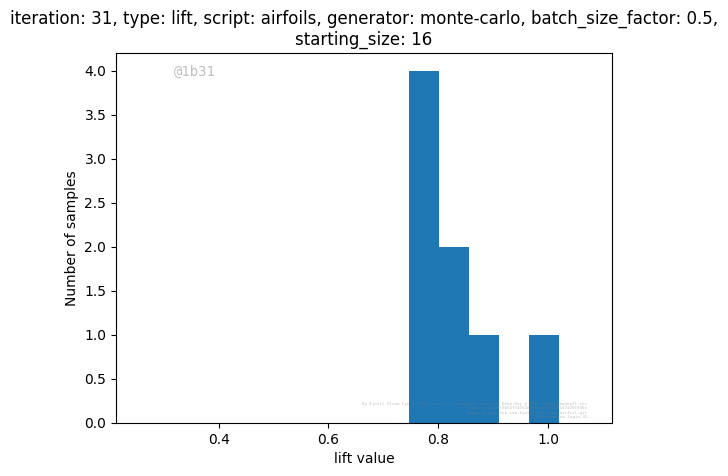 iteration: 31, type: lift, script: airfoils, generator: monte-carlo, batch_size_factor: 0.5,
starting_size: 16
@1b31
4.0
3.5
3.0
2.5
2.0
1.5
1.0
0.5
0.0
Number of samples
0.4 0.6 0.8 1.0
lift value